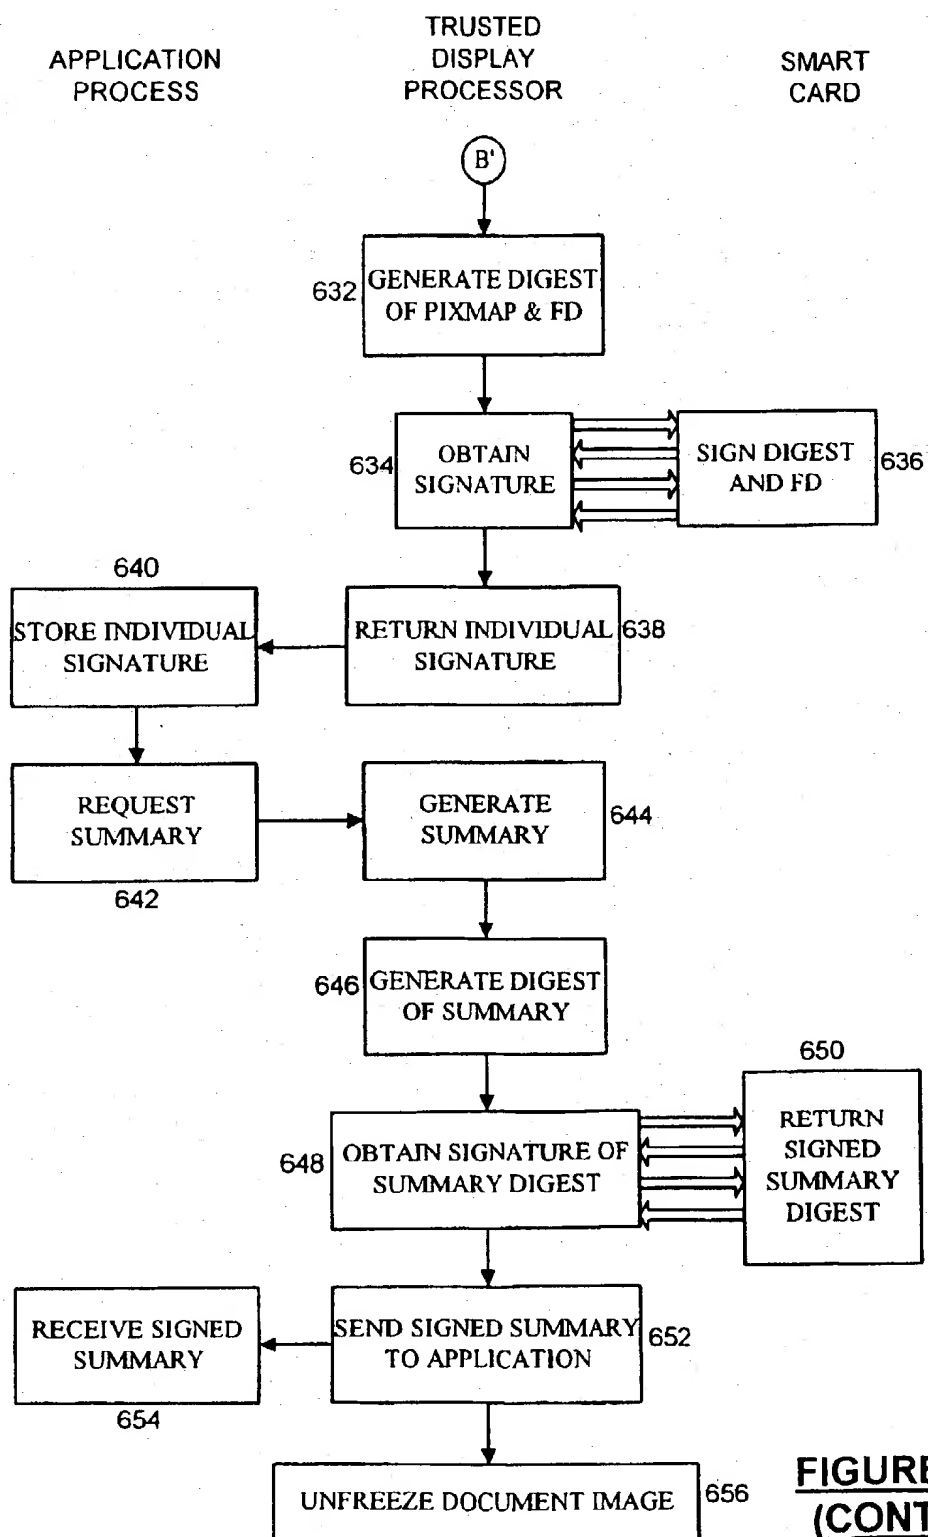 APPLICATION
PROCESS
TRUSTED
DISPLAY
PROCESSOR
SMART
CARD
B'
632
GENERATE DIGEST
OF PIXMAP & FD
634
OBTAIN
SIGNATURE
SIGN DIGEST
AND FD
636
640
STORE INDIVIDUAL
SIGNATURE
RETURN INDIVIDUAL
SIGNATURE
638
REQUEST
SUMMARY
642
GENERATE
SUMMARY
644
646
GENERATE DIGEST
OF SUMMARY
648
OBTAIN SIGNATURE OF
SUMMARY DIGEST
650
RETURN
SIGNED
SUMMARY
DIGEST
RECEIVE SIGNED
SUMMARY
654
SEND SIGNED SUMMARY
TO APPLICATION
652
UNFREEZE DOCUMENT IMAGE
656
FIGURE
(CONT